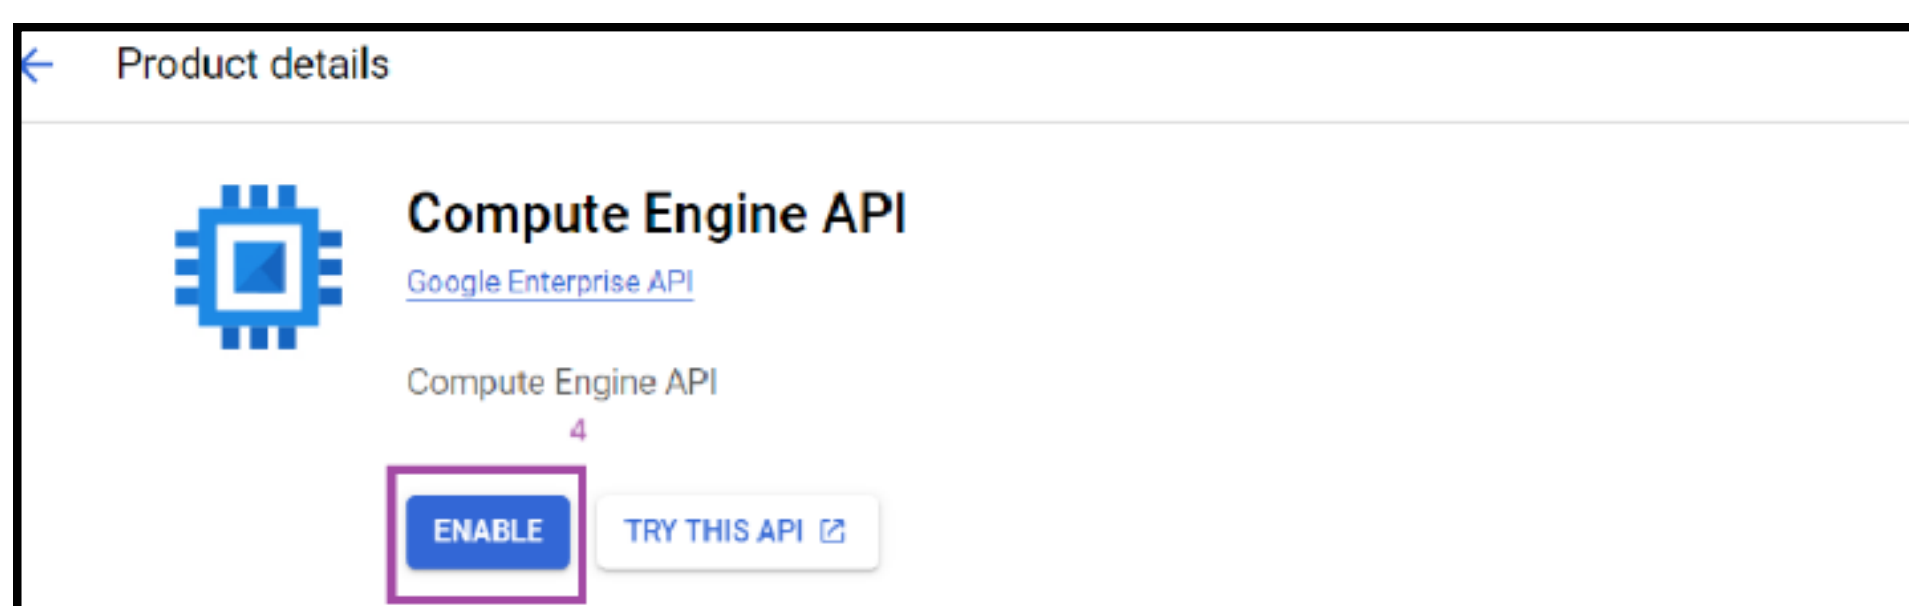 Product details
Compute Engine API
Google Enterprise API
Compute Engine API
4
ENABLE TRY THIS API